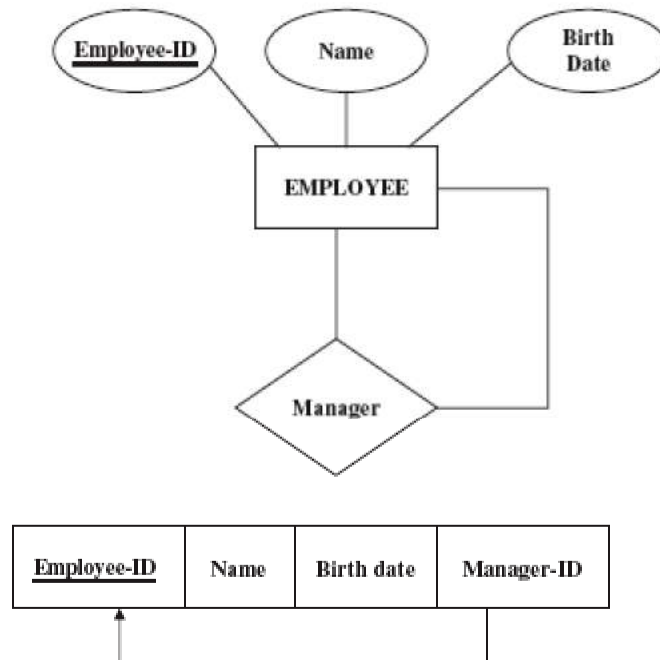 Employee-ID
Name
Birth
Date
EMPLOYEE
Manager
Employee-ID Name Birth date Manager-ID